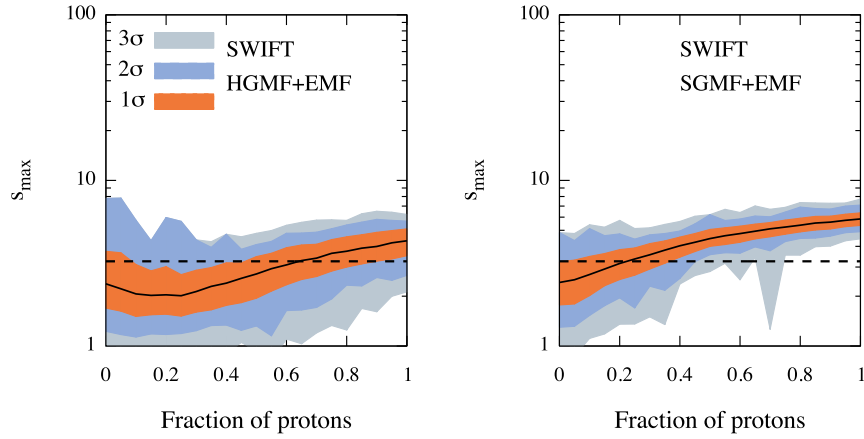 100
10
1
s_max
3σ
2σ
1σ
SWIFT
HGMF+EMF
0 0.2 0.4 0.6 0.8 1
Fraction of protons
100
10
1
s_max
SWIFT
SGMF+EMF
0 0.2 0.4 0.6 0.8 1
Fraction of protons